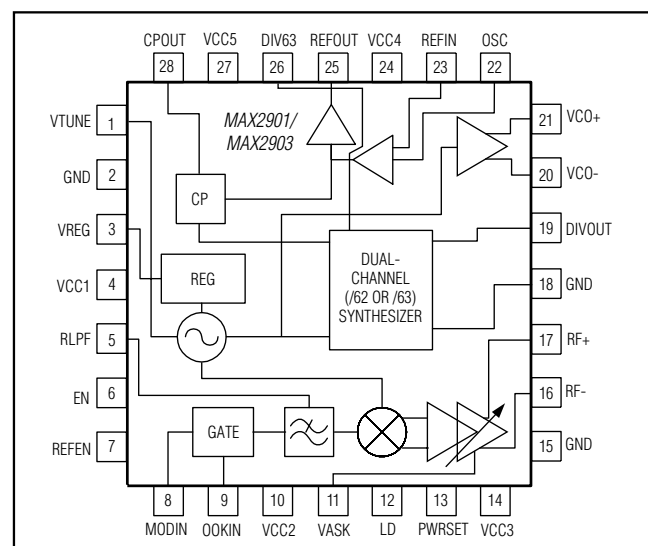 CPOUT VCC5 DIV63 REFOUT VCC4 REFIN OSC
28 27 26 25 24 23 22
MAX2901/
MAX2903
VTUNE 1
GND 2
VREG 3
VCC1 4
RLPF 5
EN 6
REFEN 7
21 VCO+
20 VCO-
19 DIVOUT
18 GND
17 RF+
16 RF-
15 GND
CP
REG
DUAL-
CHANNEL
(/62 OR /63)
SYNTHESIZER
GATE
8 9 10 11 12 13 14
MODIN OOKIN VCC2 VASK LD PWRSET VCC3